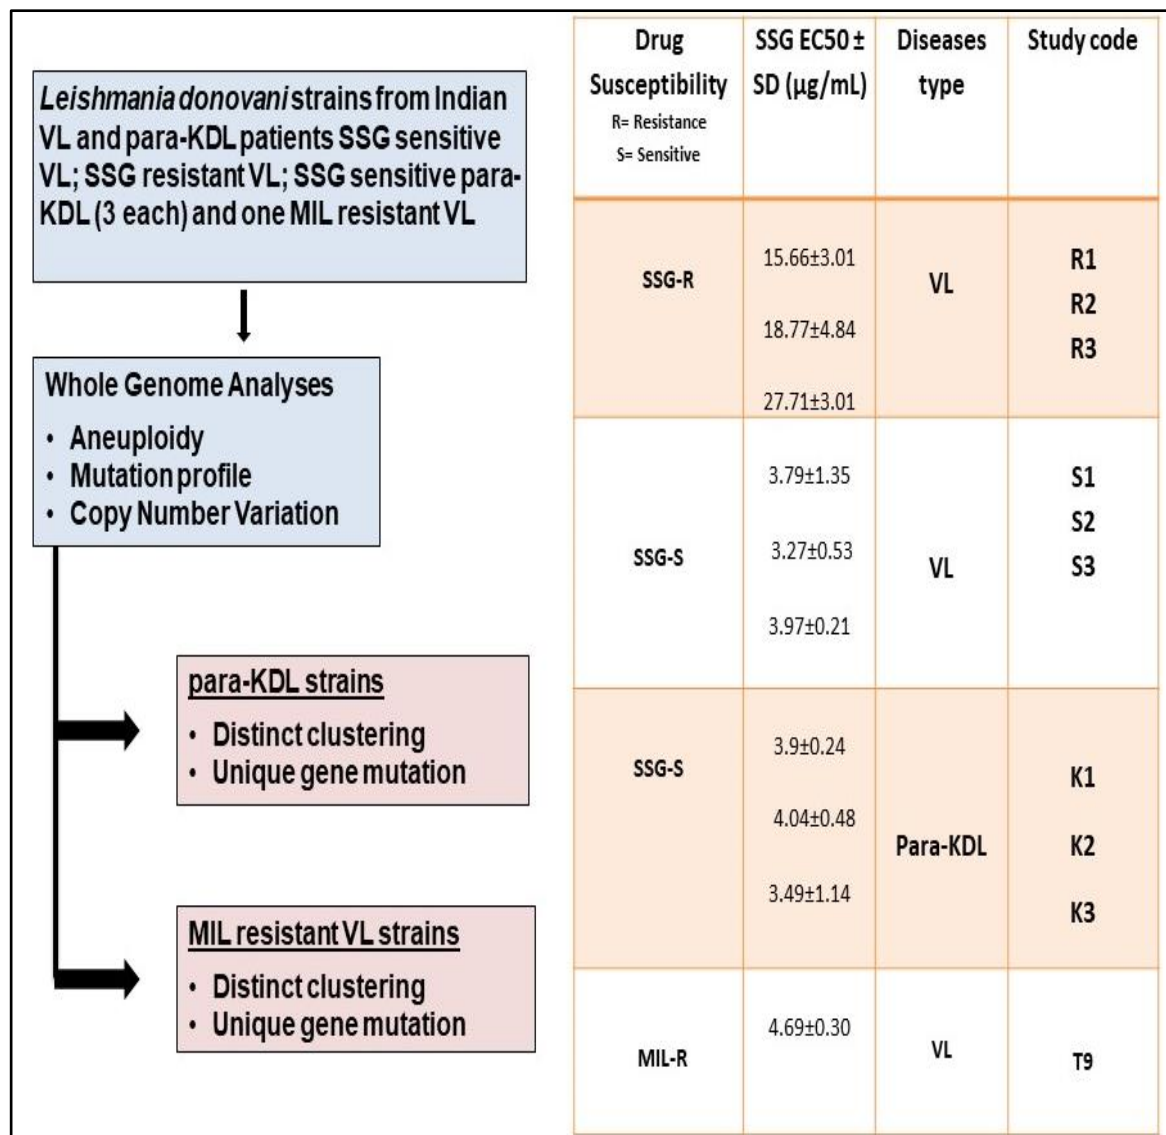 Leishmania donovani strains from Indian
VL and para-KDL patients SSG sensitive
VL; SSG resistant VL; SSG sensitive para-
KDL (3 each) and one MIL resistant VL
Whole Genome Analyses
• Aneuploidy
• Mutation profile
• Copy Number Variation
para-KDL strains
• Distinct clustering
• Unique gene mutation
MIL resistant VL strains
• Distinct clustering
• Unique gene mutation
Drug
Susceptibility
R= Resistance
S= Sensitive
SSG EC50 ±
SD (µg/mL)
Diseases
type
Study code
SSG-R
15.66±3.01
18.77±4.84
27.71±3.01
VL
R1
R2
R3
SSG-S
3.79±1.35
3.27±0.53
3.97±0.21
VL
S1
S2
S3
SSG-S
3.9±0.24
4.04±0.48
3.49±1.14
Para-KDL
K1
K2
K3
MIL-R
4.69±0.30
VL
T9